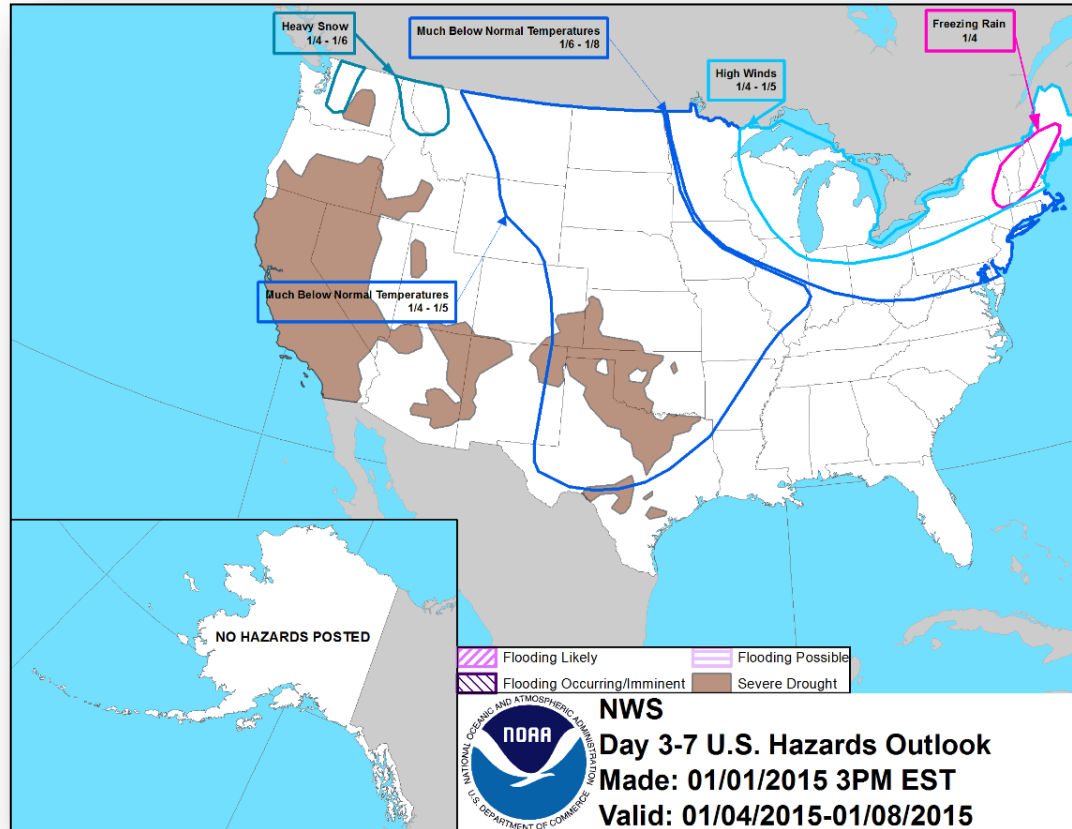 Heavy Snow
1/4 - 1/6
Much Below Normal Temperatures
1/6 - 1/8
Freezing Rain
1/4
High Winds
1/4 - 1/5
Much Below Normal Temperatures
1/4 - 1/5
NO HAZARDS POSTED
Flooding Likely
Flooding Possible
Flooding Occurring/Imminent
Severe Drought
NATIONAL OCEANIC AND ATMOSPHERIC ADMINISTRATION
NOAA
U.S. DEPARTMENT OF COMMERCE
NWS
Day 3-7 U.S. Hazards Outlook
Made: 01/01/2015 3PM EST
Valid: 01/04/2015-01/08/2015